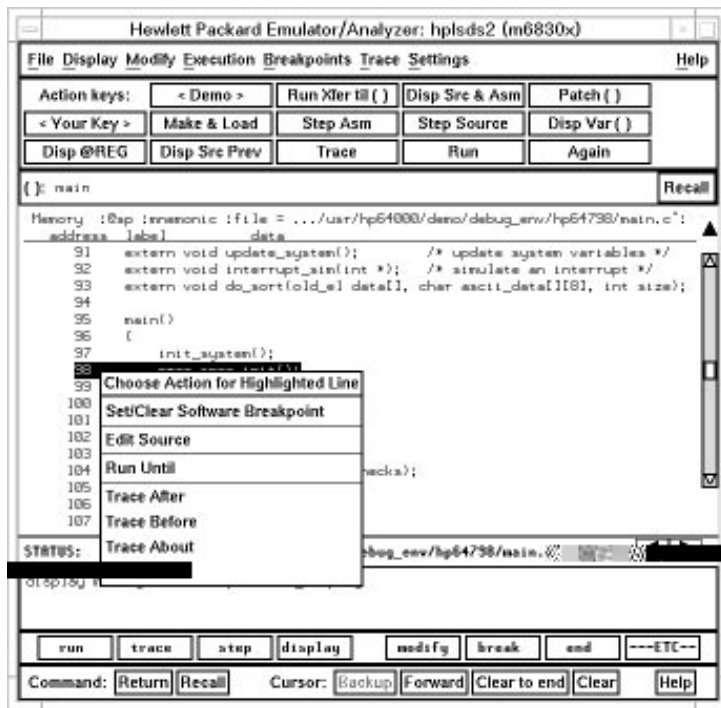 Hewlett Packard Emulator/Analyzer: hplsds2 (m6830x)
File Display Modify Execution Breakpoints Trace Settings Help
Action keys: < Demo > Run Xfer til ( ) Disp Src & Asm Patch ( )
< Your Key > Make & Load Step Asm Step Source Disp Var ( )
Disp @REG Disp Src Prev Trace Run Again
( ): main Recall
Memory :@sp :mnemonic :file = .../usr/hp64000/demo/debug_env/hp64798/main.c":
address label data
91 extern void update_system(); /* update system variables */
92 extern void interrupt_sim(int *); /* simulate an interrupt */
93 extern void do_sort(old_el data[], char ascii_data[][8], int size);
94
95 main()
96 {
97 init_system();
98
99 Choose Action for Highlighted Line
100
101 Set/Clear Software Breakpoint
102 Edit Source
103
104 Run Until hecks);
105
106 Trace After
107 Trace Before
STATUS: Trace About ebug_env/hp64798/main.
display
run trace step display modify break end ---ETC--
Command: Return Recall Cursor: Backup Forward Clear to end Clear Help